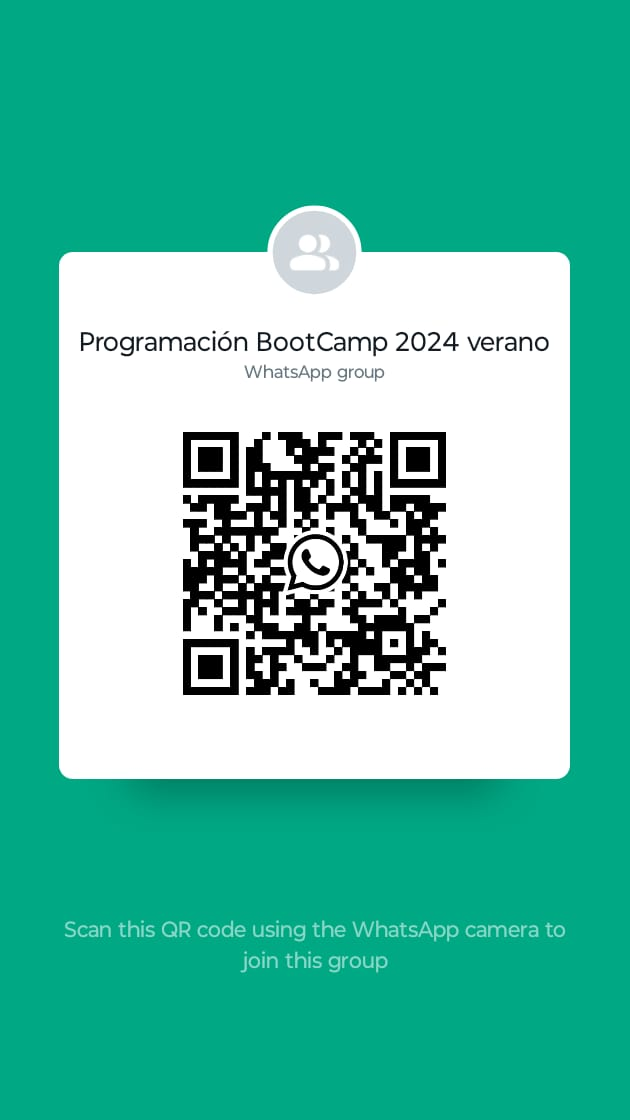 Programación BootCamp 2024 verano
WhatsApp group
Scan this QR code using the WhatsApp camera to
join this group